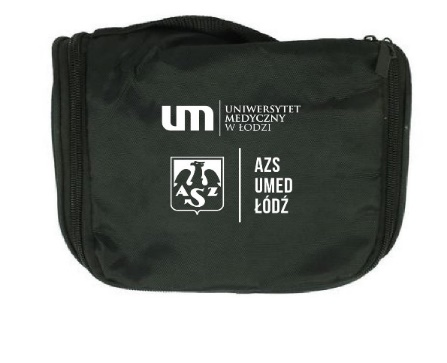 um
UNIWERSYTET
MEDYCZNY
W ŁODZI
AZS
AZS
UMED
ŁÓDŹ